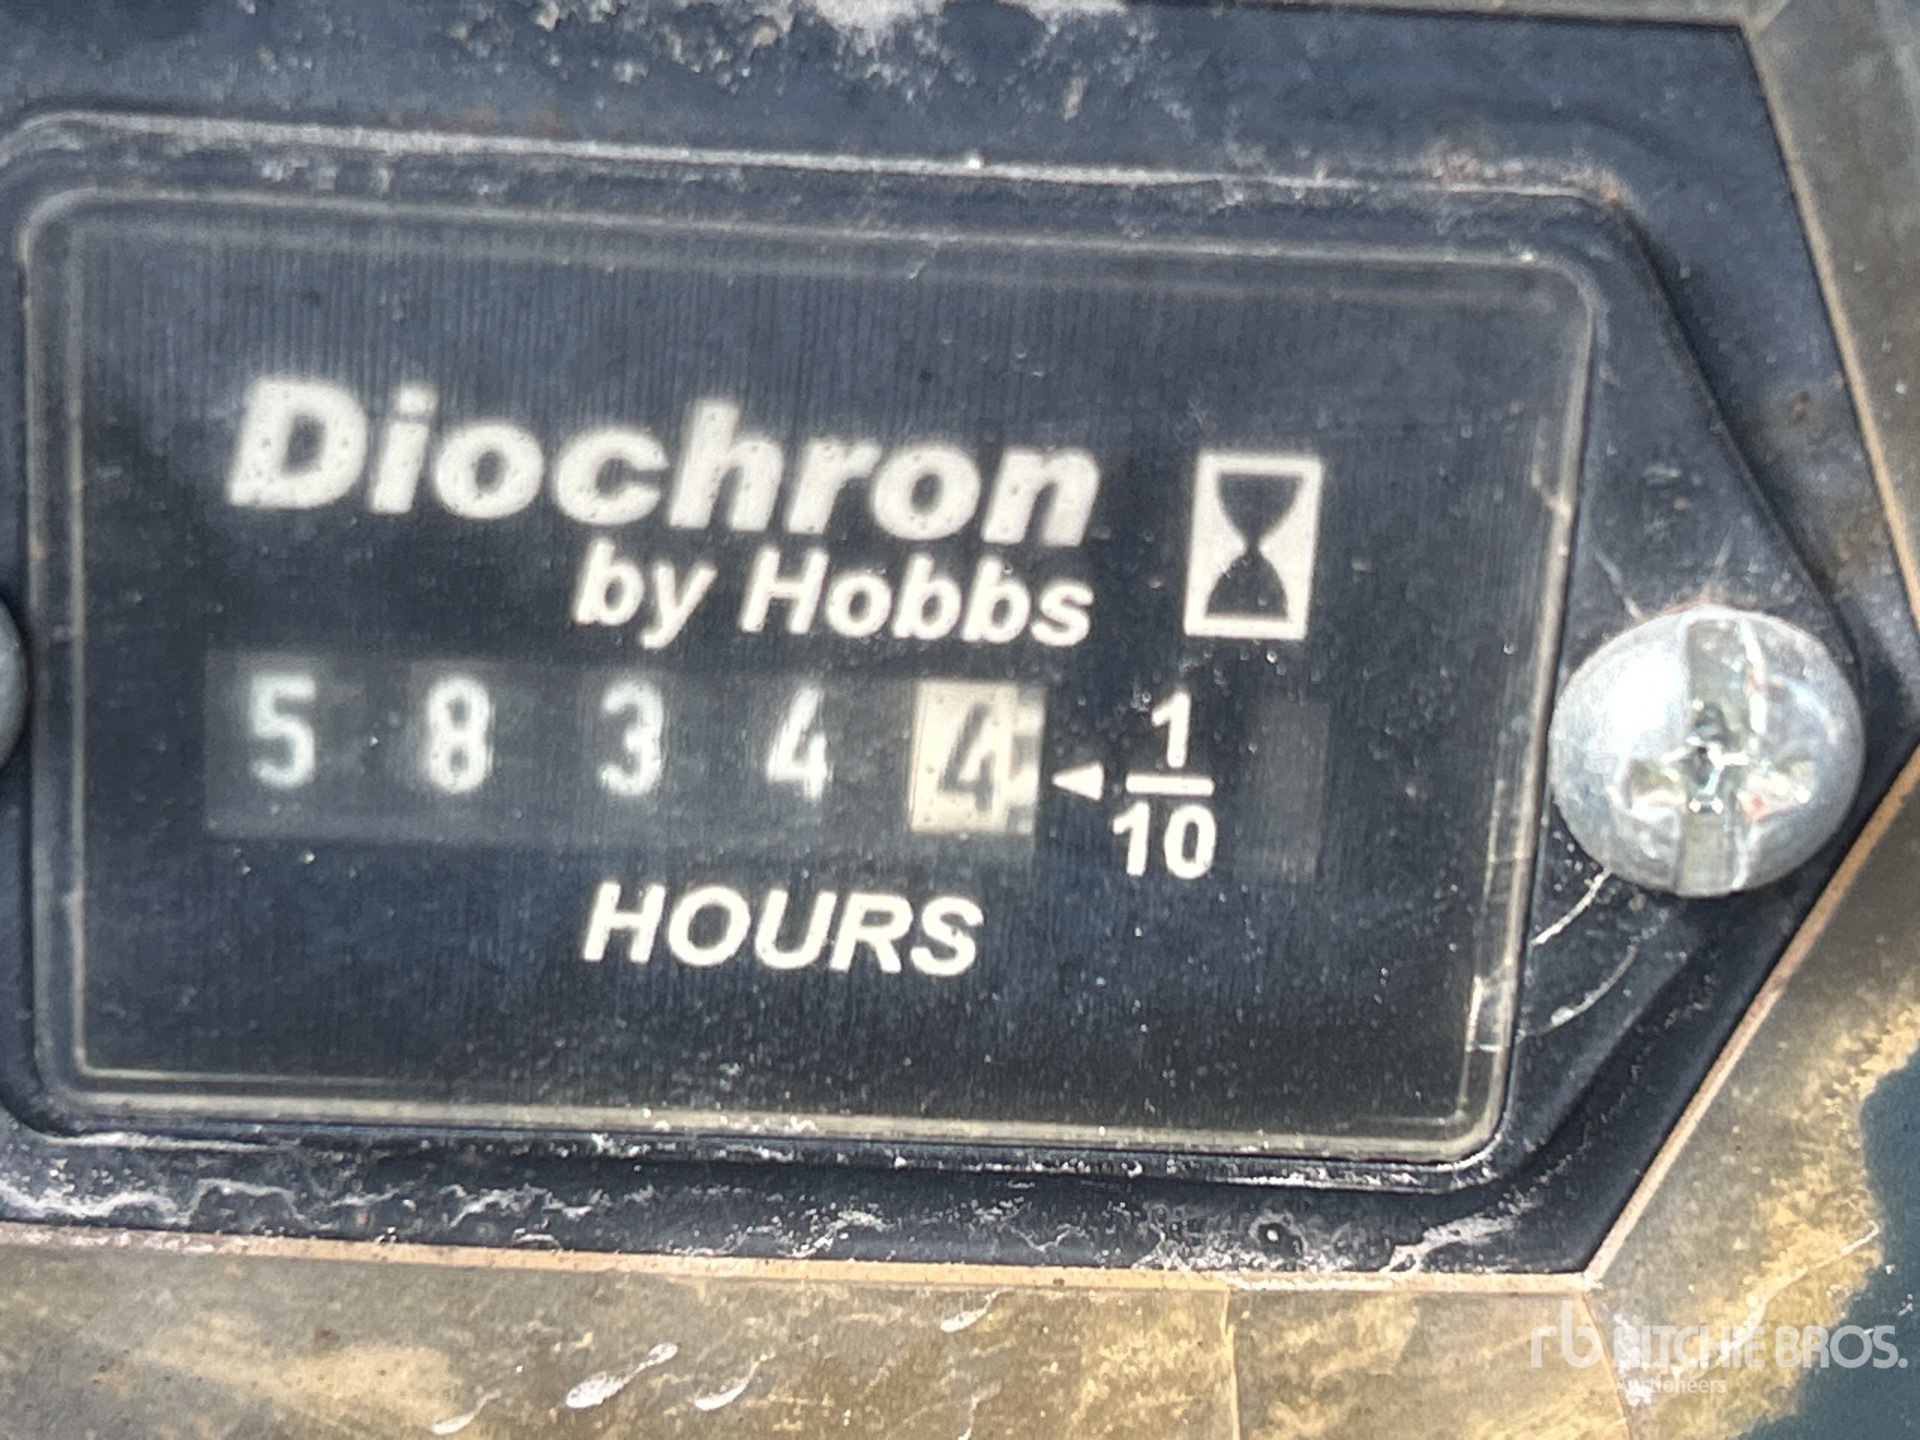 Diochron
by Hobbs
5 8 3 4 4 ◄ 1/10
HOURS
rb RITCHIE BROS.
Auctioneers